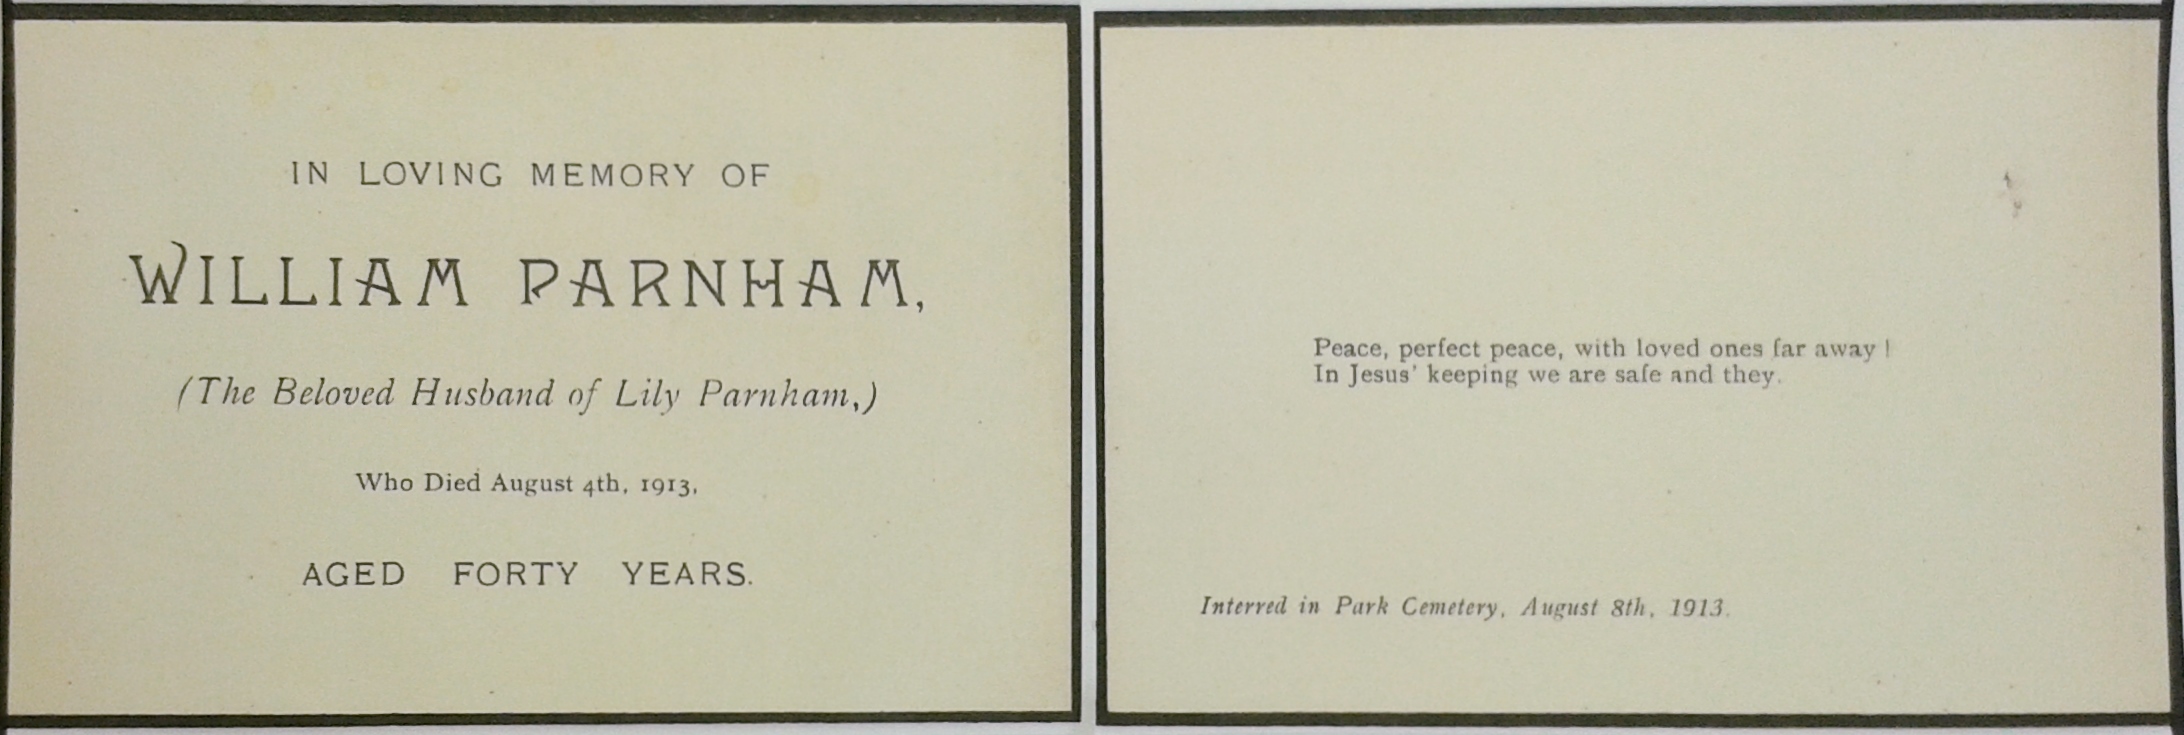 IN LOVING MEMORY OF
WILLIAM PARNHAM,
(The Beloved Husband of Lily Parnham,)
Who Died August 4th, 1913,
AGED FORTY YEARS.
Peace, perfect peace, with loved ones far away!
In Jesus' keeping we are safe and they.
Interred in Park Cemetery, August 8th, 1913.